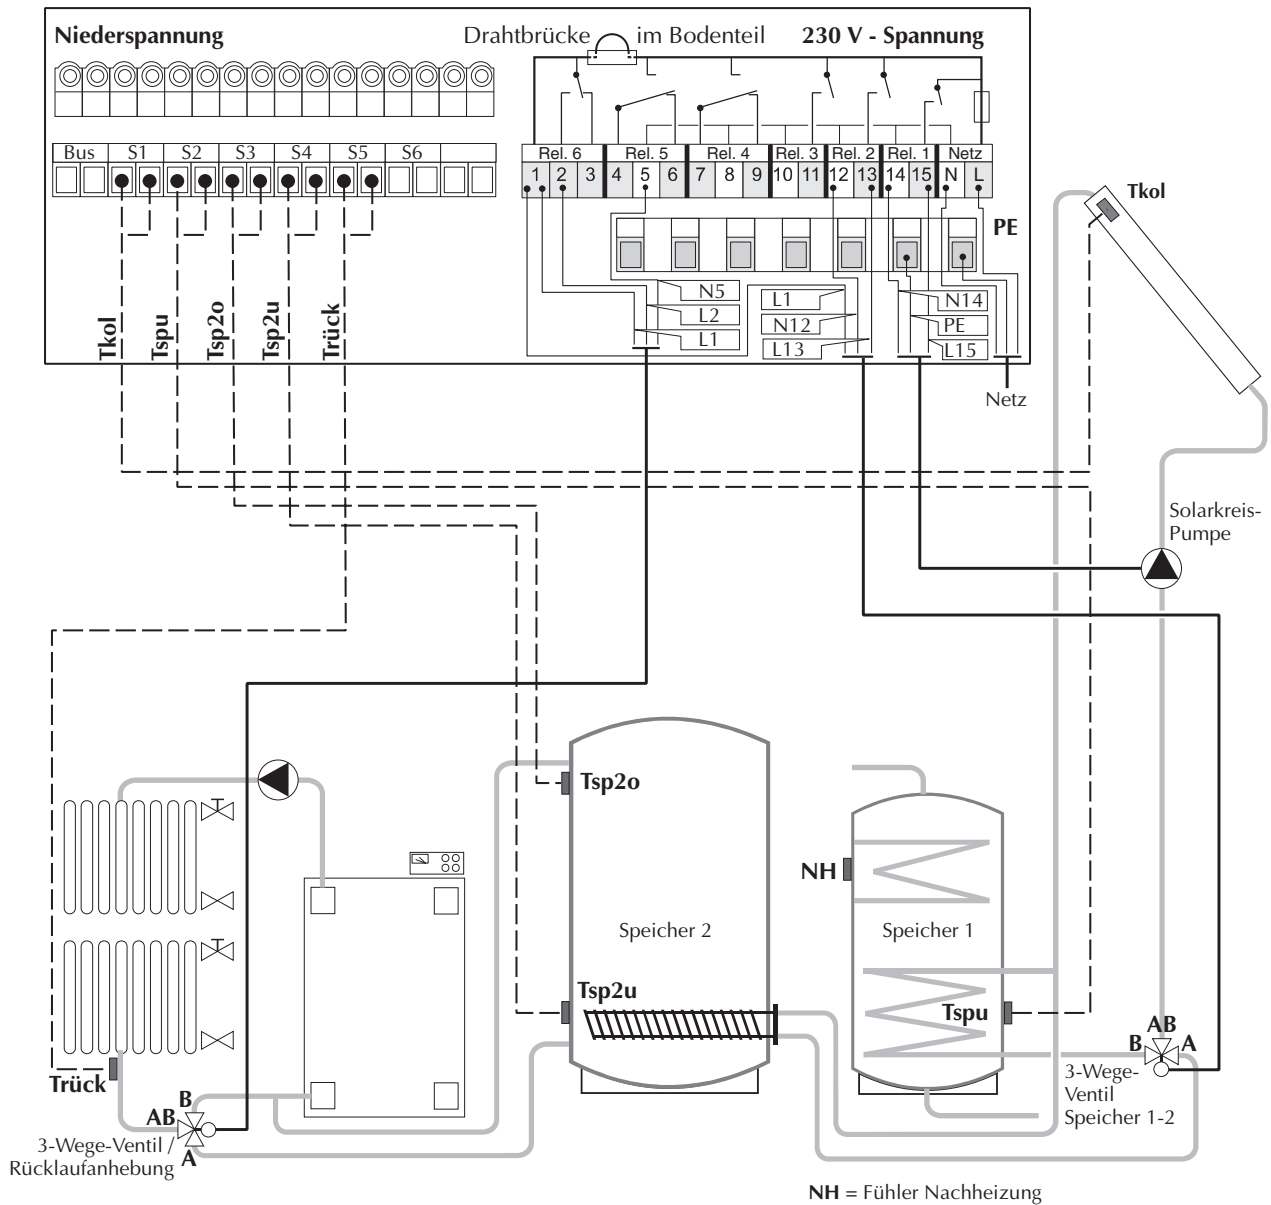 Niederspannung
Drahtbrücke im Bodenteil
230 V - Spannung
Bus S1 S2 S3 S4 S5 S6
Rel. 6 Rel. 5 Rel. 4 Rel. 3 Rel. 2 Rel. 1 Netz
1 2 3 4 5 6 7 8 9 10 11 12 13 14 15 N L
PE
Tkol
Tspu
Tsp2o
Tsp2u
Trück
N5
L2
L1
L1
N12
L13
N14
PE
L15
Netz
Tkol
Solarkreis-
Pumpe
Tsp2o
NH
Speicher 2
Speicher 1
Tsp2u
Tspu
AB
B A
3-Wege-
Ventil
Speicher 1-2
Trück
B
AB
A
3-Wege-Ventil /
Rücklaufanhebung
NH = Fühler Nachheizung